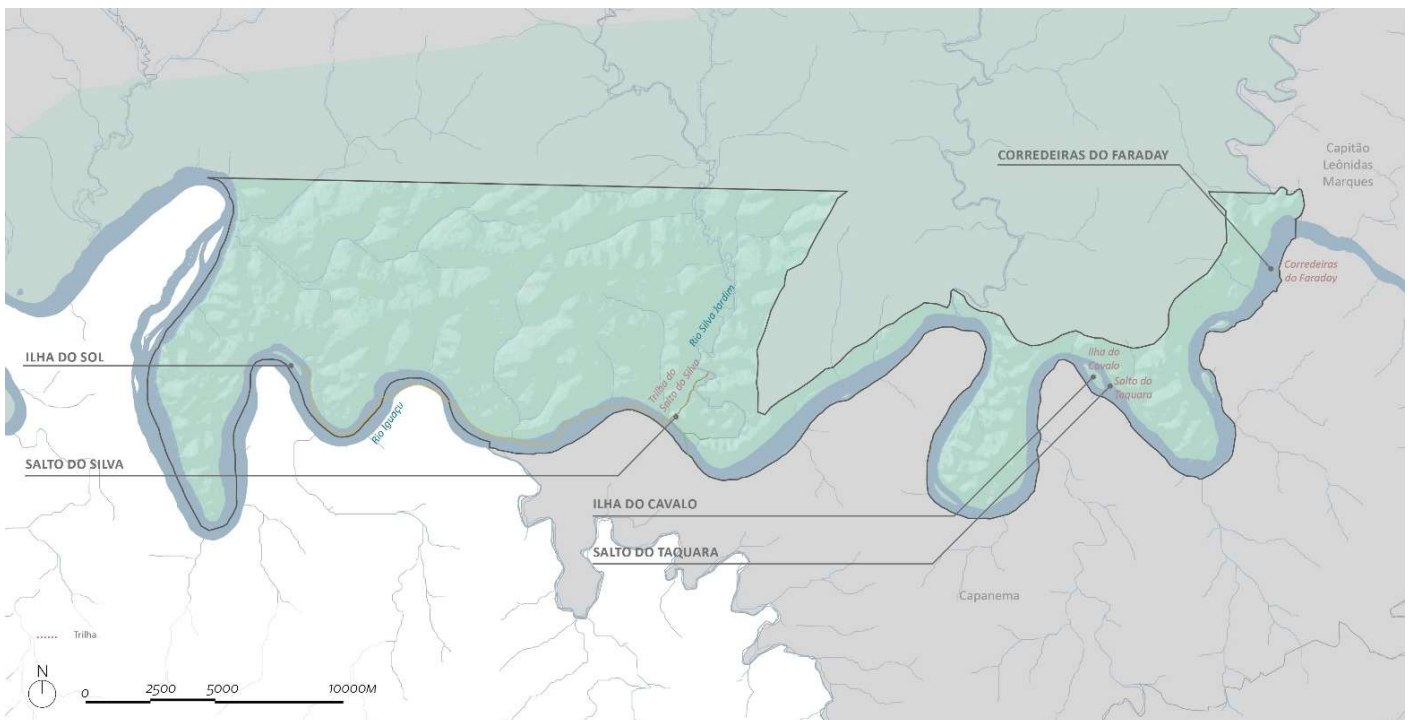 CORREDEIRAS DO FARADAY
Capitão
Leônidas
Marques
Corredeiras
do Faraday
Rio Silva Jardim
ILHA DO SOL
Ilha do
Cavalo
Trilha do
Salto do Silva
Salto do
Taquara
Rio Iguaçu
SALTO DO SILVA
ILHA DO CAVALO
SALTO DO TAQUARA
Capanema
Trilha
N
0 2500 5000 10000M